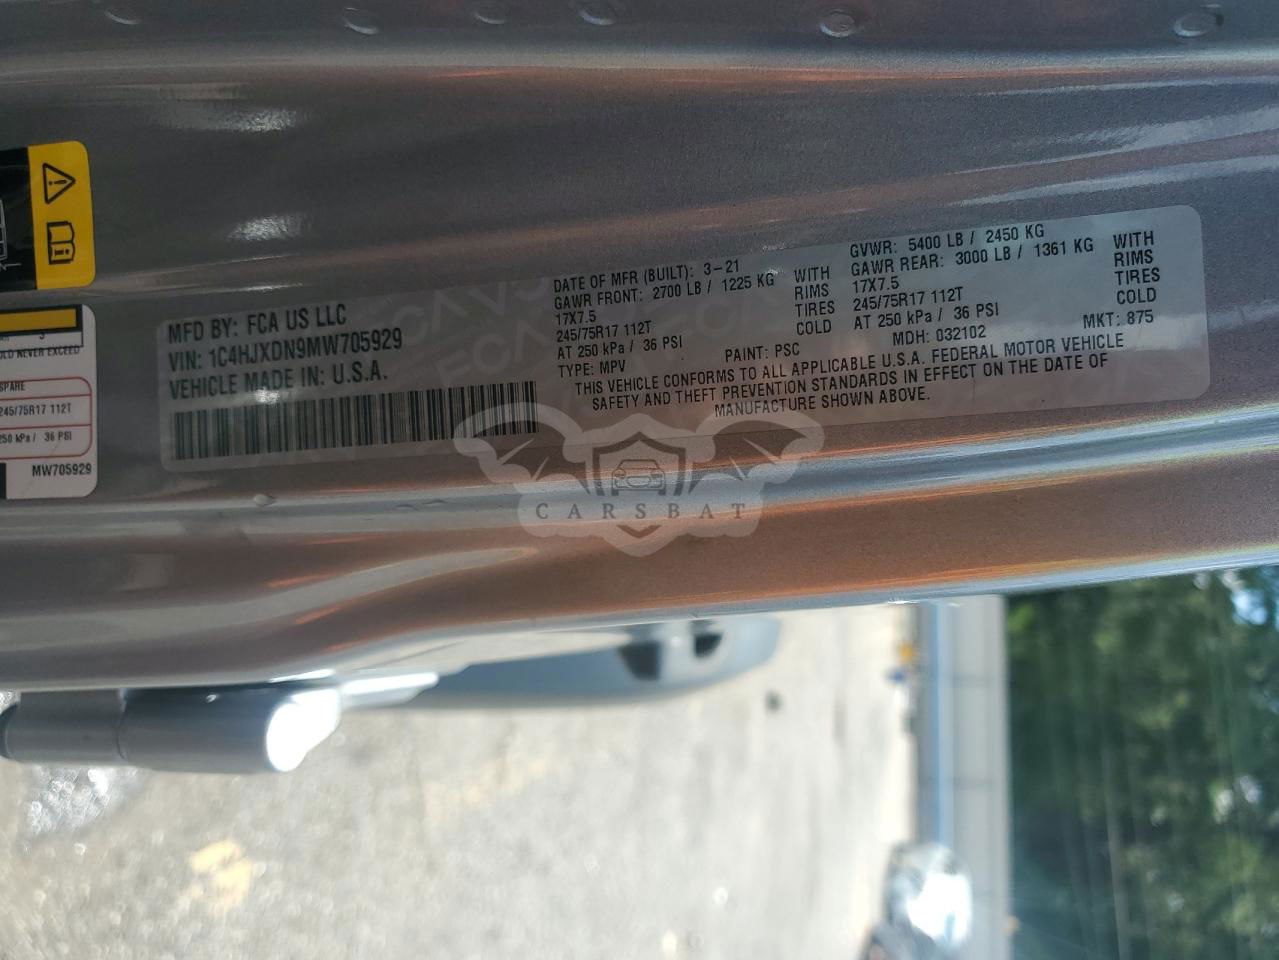 MFD BY: FCA US LLC
VIN: 1C4HJXDN9MW705929
VEHICLE MADE IN: U.S.A.
DATE OF MFR (BUILT): 3-21
GAWR FRONT: 2700 LB / 1225 KG WITH
17X7.5 RIMS
245/75R17 112T TIRES
AT 250 kPa / 36 PSI COLD
TYPE: MPV
PAINT: PSC
GVWR: 5400 LB / 2450 KG
GAWR REAR: 3000 LB / 1361 KG WITH
17X7.5 RIMS
245/75R17 112T TIRES
AT 250 kPa / 36 PSI COLD
MDH: 032102 MKT: 875
THIS VEHICLE CONFORMS TO ALL APPLICABLE U.S.A. FEDERAL MOTOR VEHICLE
SAFETY AND THEFT PREVENTION STANDARDS IN EFFECT ON THE DATE OF
MANUFACTURE SHOWN ABOVE.
NEVER EXCEED
SPARE
245/75R17 112T
250 kPa / 36 PSI
MW705929
CARSBAT